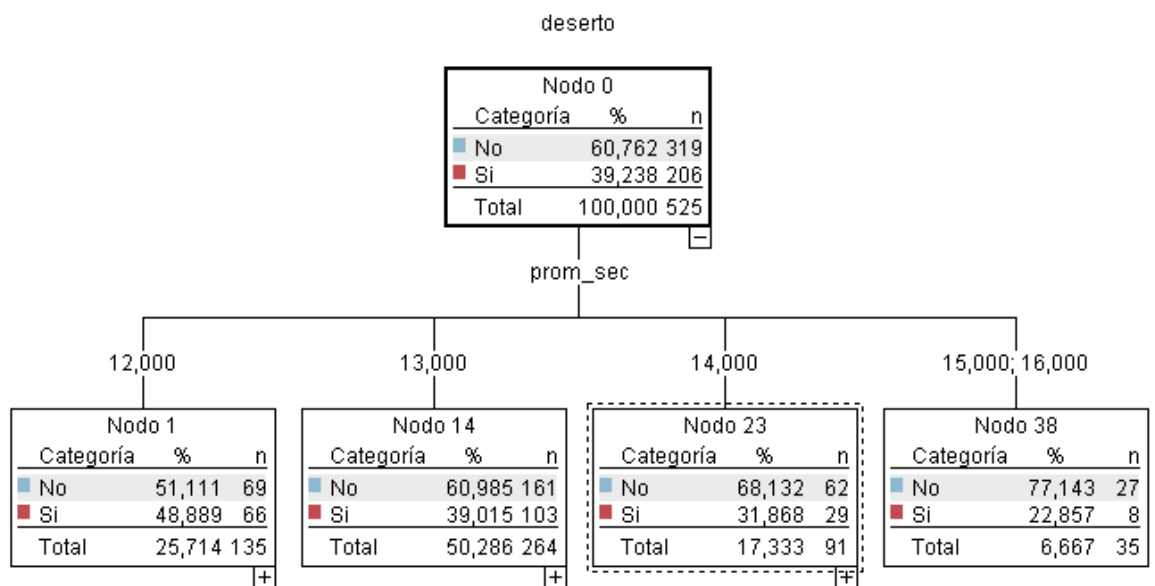 deserto
Nodo 0
Categoría % n
No 60,762 319
Si 39,238 206
Total 100,000 525
prom_sec
12,000 13,000 14,000 15,000; 16,000
Nodo 1
Categoría % n
No 51,111 69
Si 48,889 66
Total 25,714 135
Nodo 14
Categoría % n
No 60,985 161
Si 39,015 103
Total 50,286 264
Nodo 23
Categoría % n
No 68,132 62
Si 31,868 29
Total 17,333 91
Nodo 38
Categoría % n
No 77,143 27
Si 22,857 8
Total 6,667 35